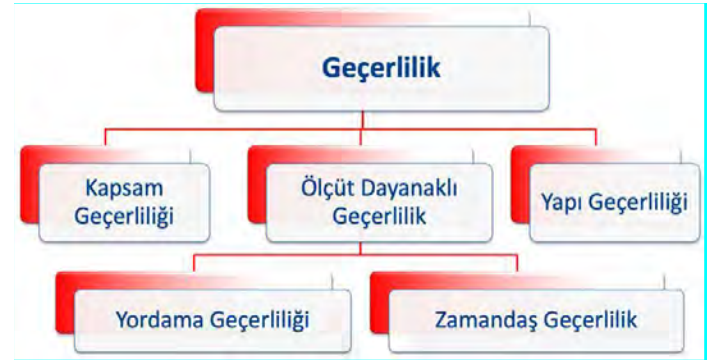 Geçerlilik
Kapsam
Geçerliliği
Ölçüt Dayanaklı
Geçerlilik
Yapı Geçerliliği
Yordama Geçerliliği
Zamandaş Geçerlilik